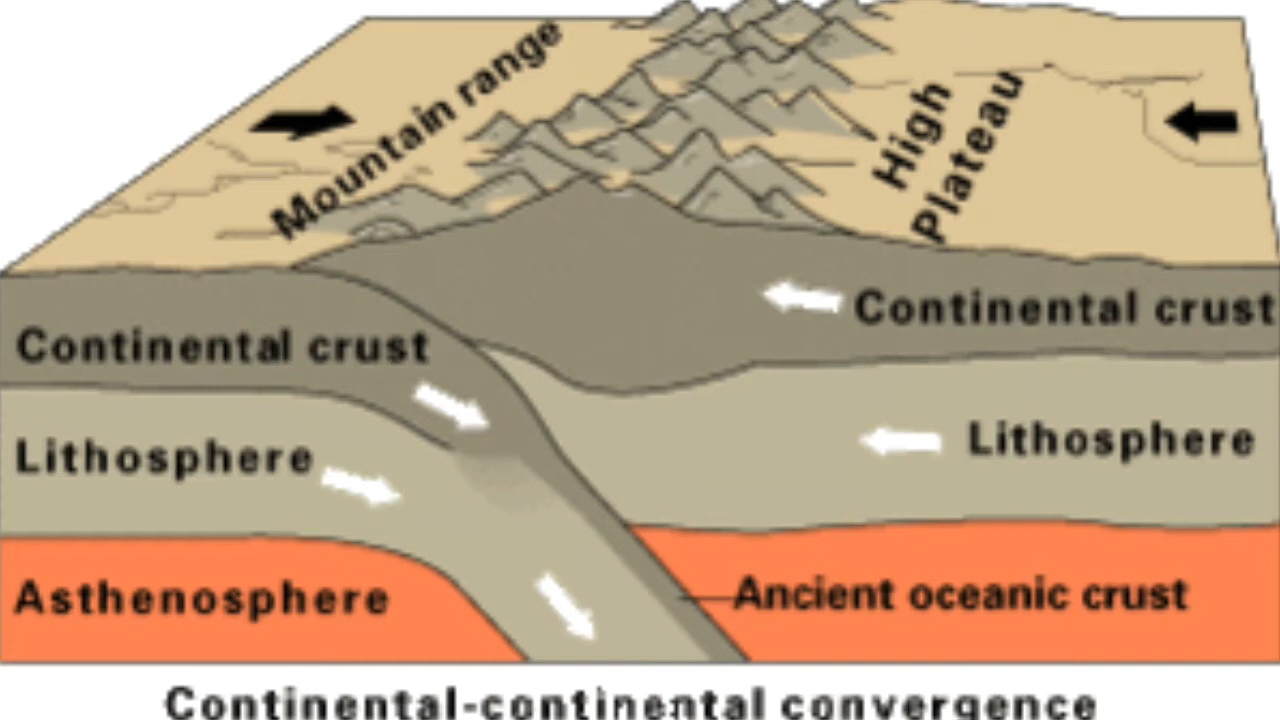 Mountain range
High
Plateau
Continental crust
Continental crust
Lithosphere
Lithosphere
Asthenosphere
Ancient oceanic crust
Continental-continental convergence